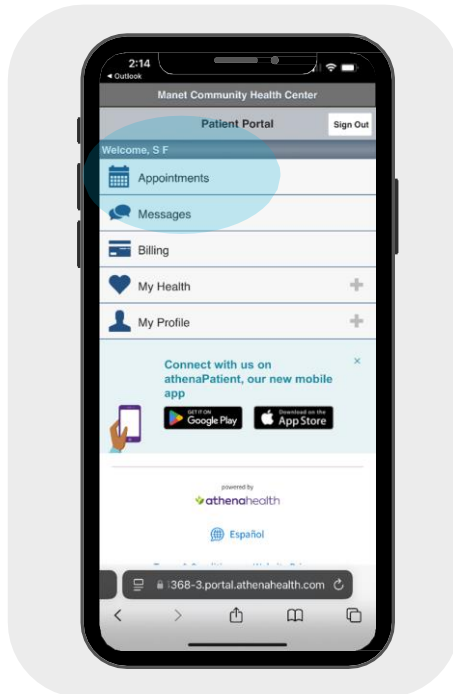 2:14
◂ Outlook
Manet Community Health Center
Patient Portal
Sign Out
Welcome, S F
Appointments
Messages
Billing
My Health
My Profile
Connect with us on
athenaPatient, our new mobile
app
GET IT ON
Google Play
Download on the
App Store
powered by
athenahealth
Español
368-3.portal.athenahealth.com